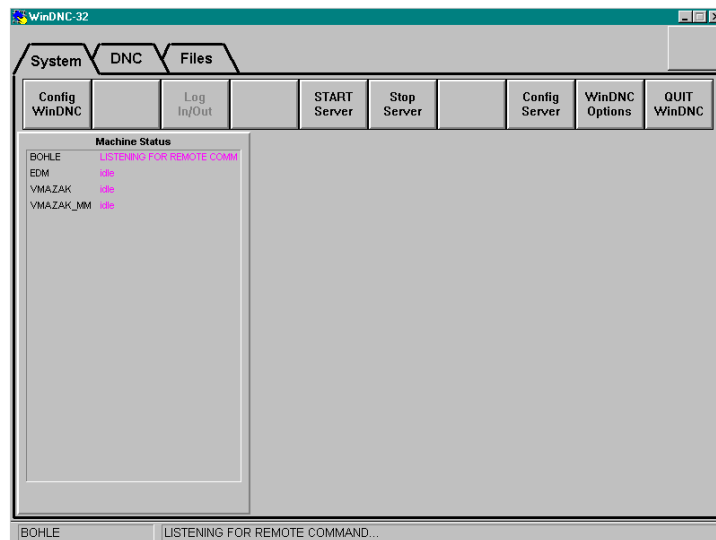 WinDNC-32
System DNC Files
Config WinDNC
Log In/Out
START Server
Stop Server
Config Server
WinDNC Options
QUIT WinDNC
Machine Status
BOHLE LISTENING FOR REMOTE COMM
EDM idle
VMAZAK idle
VMAZAK_MM idle
BOHLE LISTENING FOR REMOTE COMMAND...